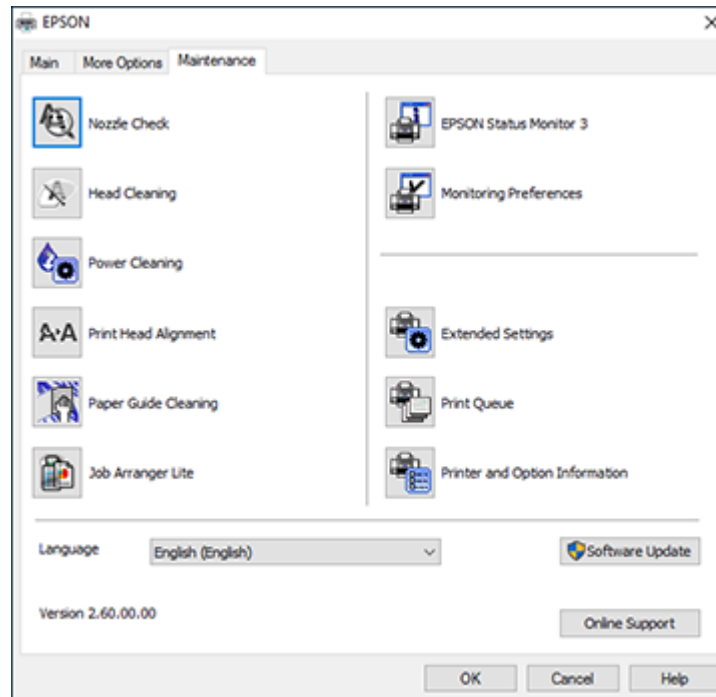 EPSON
Main More Options Maintenance
Nozzle Check
Head Cleaning
Power Cleaning
Print Head Alignment
Paper Guide Cleaning
Job Arranger Lite
EPSON Status Monitor 3
Monitoring Preferences
Extended Settings
Print Queue
Printer and Option Information
Language English (English) Software Update
Version 2.60.00.00
Online Support
OK Cancel Help